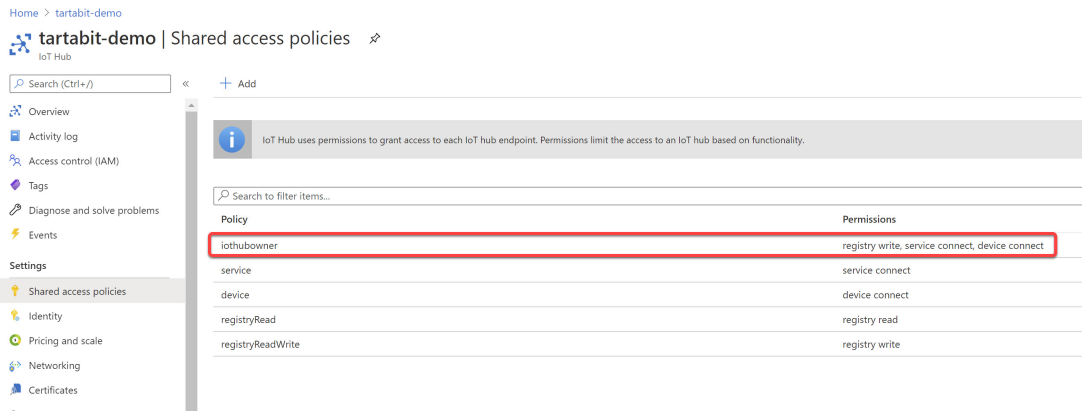 Home > tartabit-demo
tartabit-demo | Shared access policies
IoT Hub
Search (Ctrl+/)
«
+ Add
Overview
Activity log
Access control (IAM)
Tags
Diagnose and solve problems
Events
Settings
Shared access policies
Identity
Pricing and scale
Networking
Certificates
IoT Hub uses permissions to grant access to each IoT hub endpoint. Permissions limit the access to an IoT hub based on functionality.
Search to filter items...
Policy Permissions
iothubowner registry write, service connect, device connect
service service connect
device device connect
registryRead registry read
registryReadWrite registry write